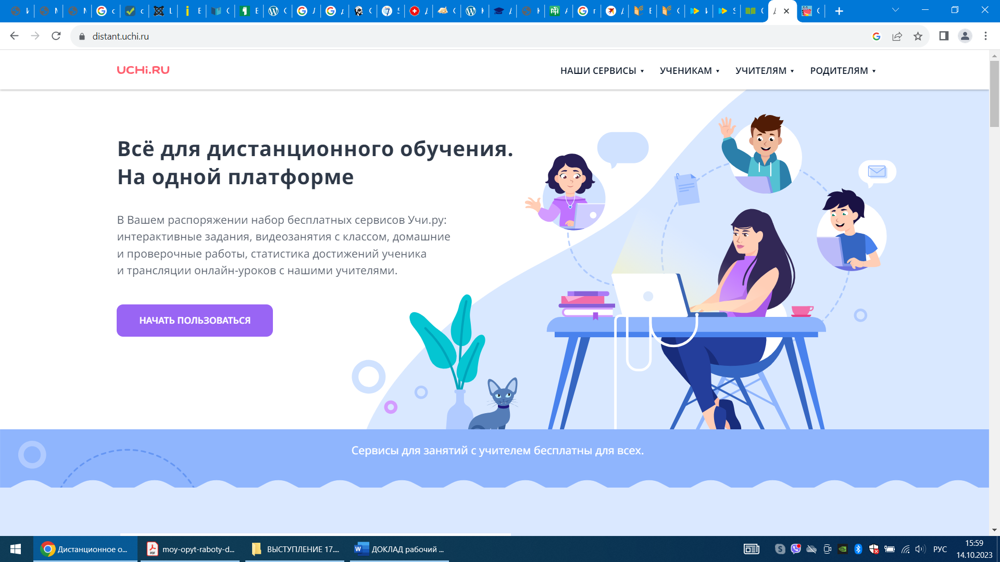 distant.uchi.ru
UCHi.RU
НАШИ СЕРВИСЫ
УЧЕНИКАМ
УЧИТЕЛЯМ
РОДИТЕЛЯМ
Всё для дистанционного обучения.
На одной платформе
В Вашем распоряжении набор бесплатных сервисов Учи.ру:
интерактивные задания, видеозанятия с классом, домашние
и проверочные работы, статистика достижений ученика
и трансляции онлайн-уроков с нашими учителями.
НАЧАТЬ ПОЛЬЗОВАТЬСЯ
Сервисы для занятий с учителем бесплатны для всех.
Дистанционное о...
moy-opyt-raboty-d...
ВЫСТУПЛЕНИЕ 17....
ДОКЛАД рабочий ...
РУС
15:59
14.10.2023